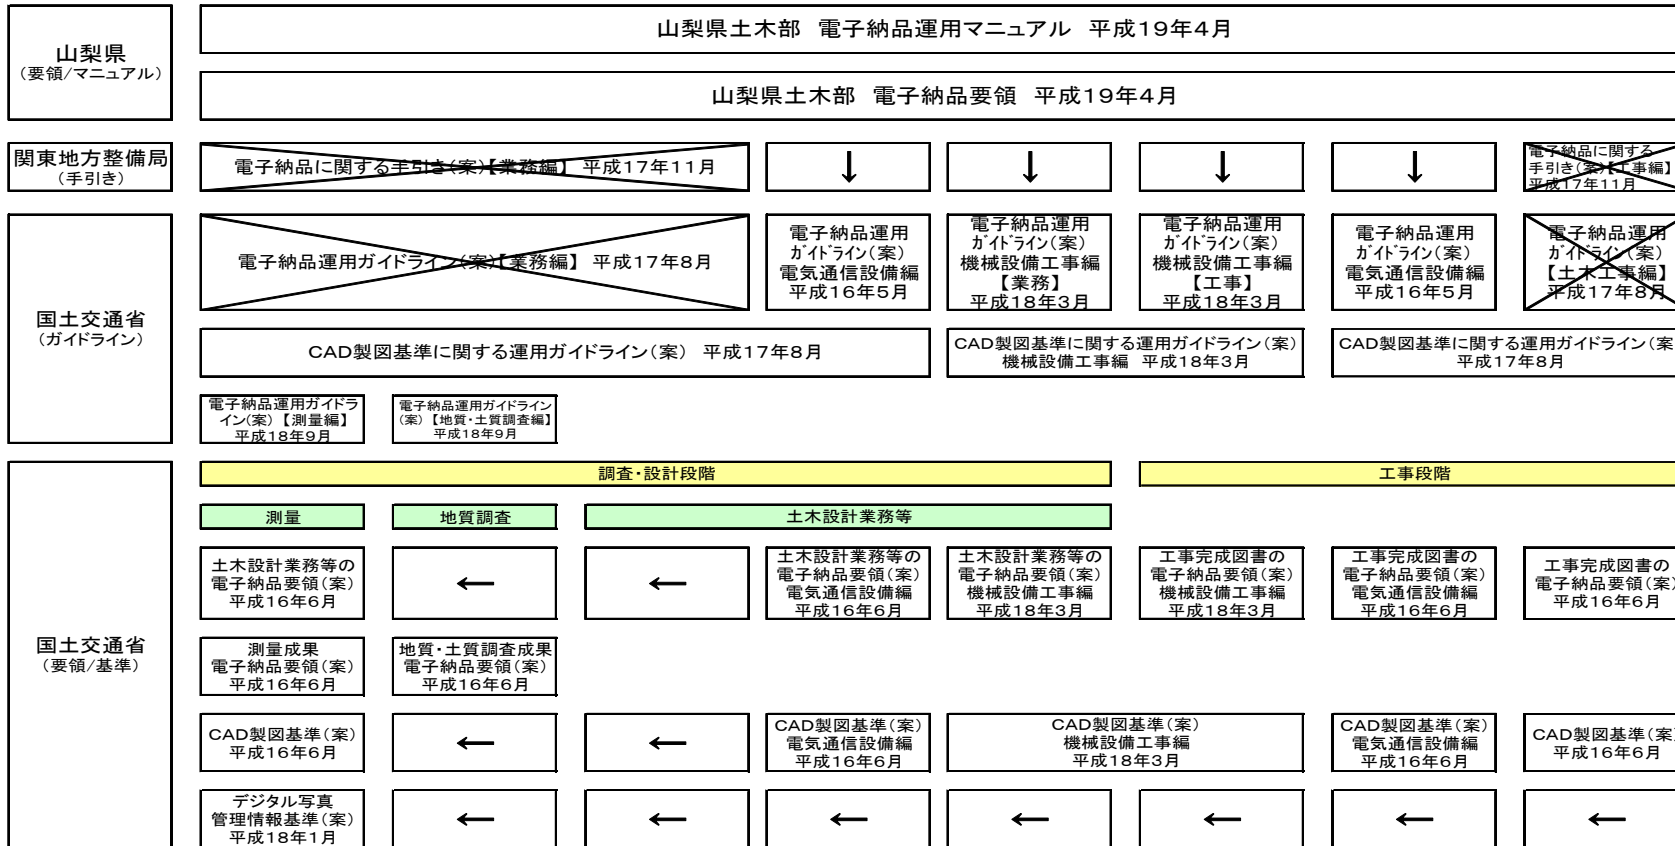 山梨県
（要領/マニュアル）
山梨県土木部　電子納品運用マニュアル　平成19年4月
山梨県土木部　電子納品要領　平成19年4月
関東地方整備局
（手引き）
電子納品に関する手引き（案）【業務編】　平成17年11月
↓
↓
↓
↓
電子納品に関する
手引き（案）【工事編】
平成17年11月
国土交通省
（ガイドライン）
電子納品運用ガイドライン（案）【業務編】　平成17年8月
電子納品運用
ガイドライン（案）
電気通信設備編
平成16年5月
電子納品運用
ガイドライン（案）
機械設備工事編
【業務】
平成18年3月
電子納品運用
ガイドライン（案）
機械設備工事編
【工事】
平成18年3月
電子納品運用
ガイドライン（案）
電気通信設備編
平成16年5月
電子納品運用
ガイドライン（案）
【土木工事編】
平成17年8月
CAD製図基準に関する運用ガイドライン（案）　平成17年8月
CAD製図基準に関する運用ガイドライン（案）
機械設備工事編　平成18年3月
CAD製図基準に関する運用ガイドライン（案
平成17年8月
電子納品運用ガイドラ
イン(案）【測量編】
平成18年9月
電子納品運用ガイドライン
（案）【地質・土質調査編】
平成18年9月
国土交通省
（要領/基準）
調査・設計段階
工事段階
測量
地質調査
土木設計業務等
土木設計業務等の
電子納品要領（案）
平成16年6月
←
←
土木設計業務等の
電子納品要領（案）
電気通信設備編
平成16年6月
土木設計業務等の
電子納品要領（案）
機械設備工事編
平成18年3月
工事完成図書の
電子納品要領（案）
機械設備工事編
平成18年3月
工事完成図書の
電子納品要領（案）
電気通信設備編
平成16年6月
工事完成図書の
電子納品要領（案）
平成16年6月
測量成果
電子納品要領（案）
平成16年6月
地質・土質調査成果
電子納品要領（案）
平成16年6月
CAD製図基準（案）
平成16年6月
←
←
CAD製図基準（案）
電気通信設備編
平成16年6月
CAD製図基準（案）
機械設備工事編
平成18年3月
CAD製図基準（案）
電気通信設備編
平成16年6月
CAD製図基準（案）
平成16年6月
デジタル写真
管理情報基準（案）
平成18年1月
←
←
←
←
←
←
←